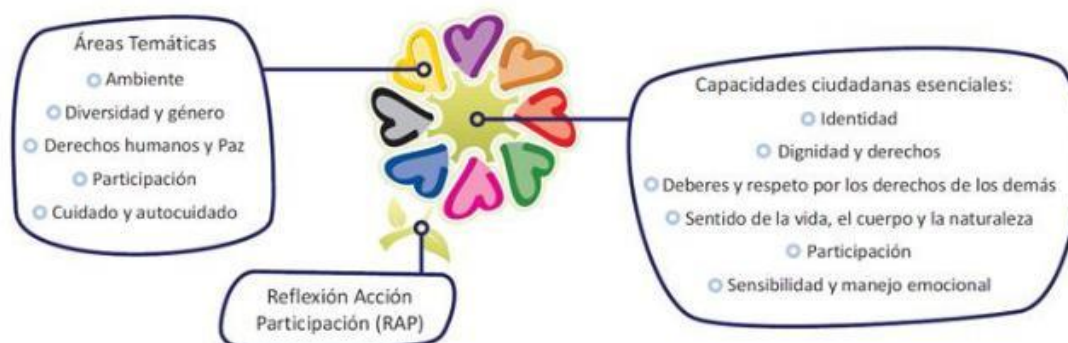 Áreas Temáticas
Ambiente
Diversidad y género
Derechos humanos y Paz
Participación
Cuidado y autocuidado
Capacidades ciudadanas esenciales:
Identidad
Dignidad y derechos
Deberes y respeto por los derechos de los demás
Sentido de la vida, el cuerpo y la naturaleza
Participación
Sensibilidad y manejo emocional
Reflexión Acción
Participación (RAP)